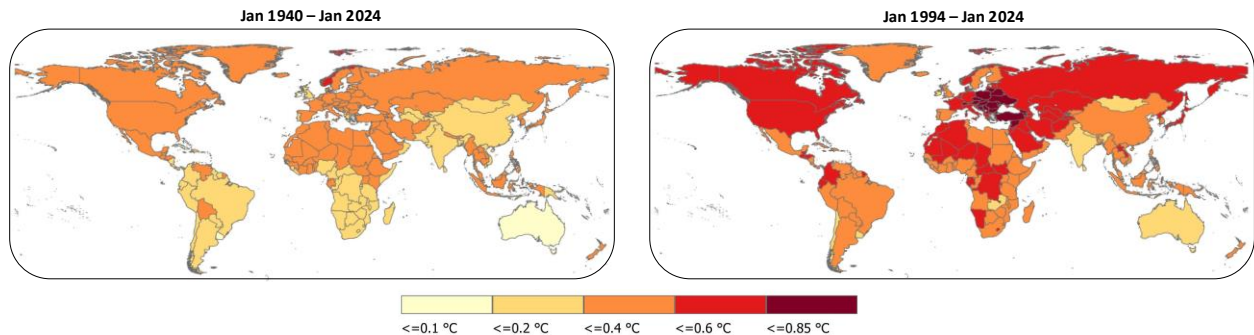 Jan 1940 – Jan 2024
Jan 1994 – Jan 2024
<=0.1 °C
<=0.2 °C
<=0.4 °C
<=0.6 °C
<=0.85 °C